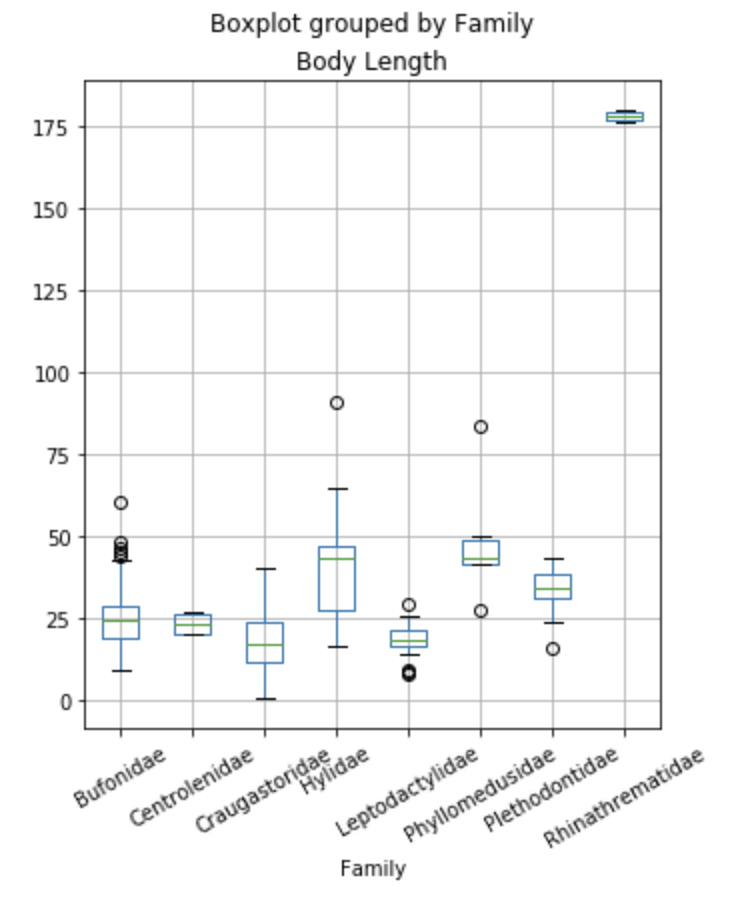 Boxplot grouped by Family
Body Length
175
150
125
100
75
50
25
0
Bufonidae
Centrolenidae
Craugastoridae
Hylidae
Leptodactylidae
Phyllomedusidae
Plethodontidae
Rhinathrematidae
Family